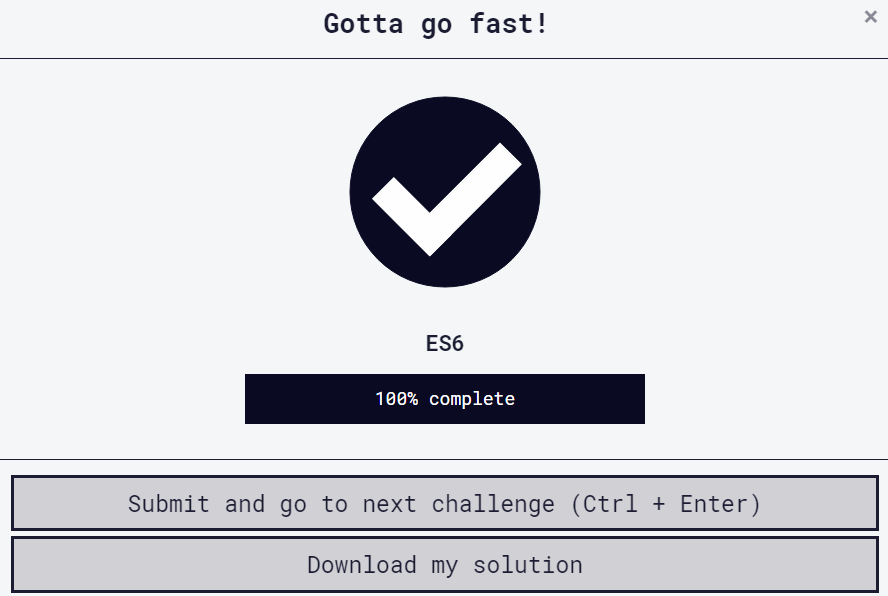 Gotta go fast!
×
ES6
100% complete
Submit and go to next challenge (Ctrl + Enter)
Download my solution